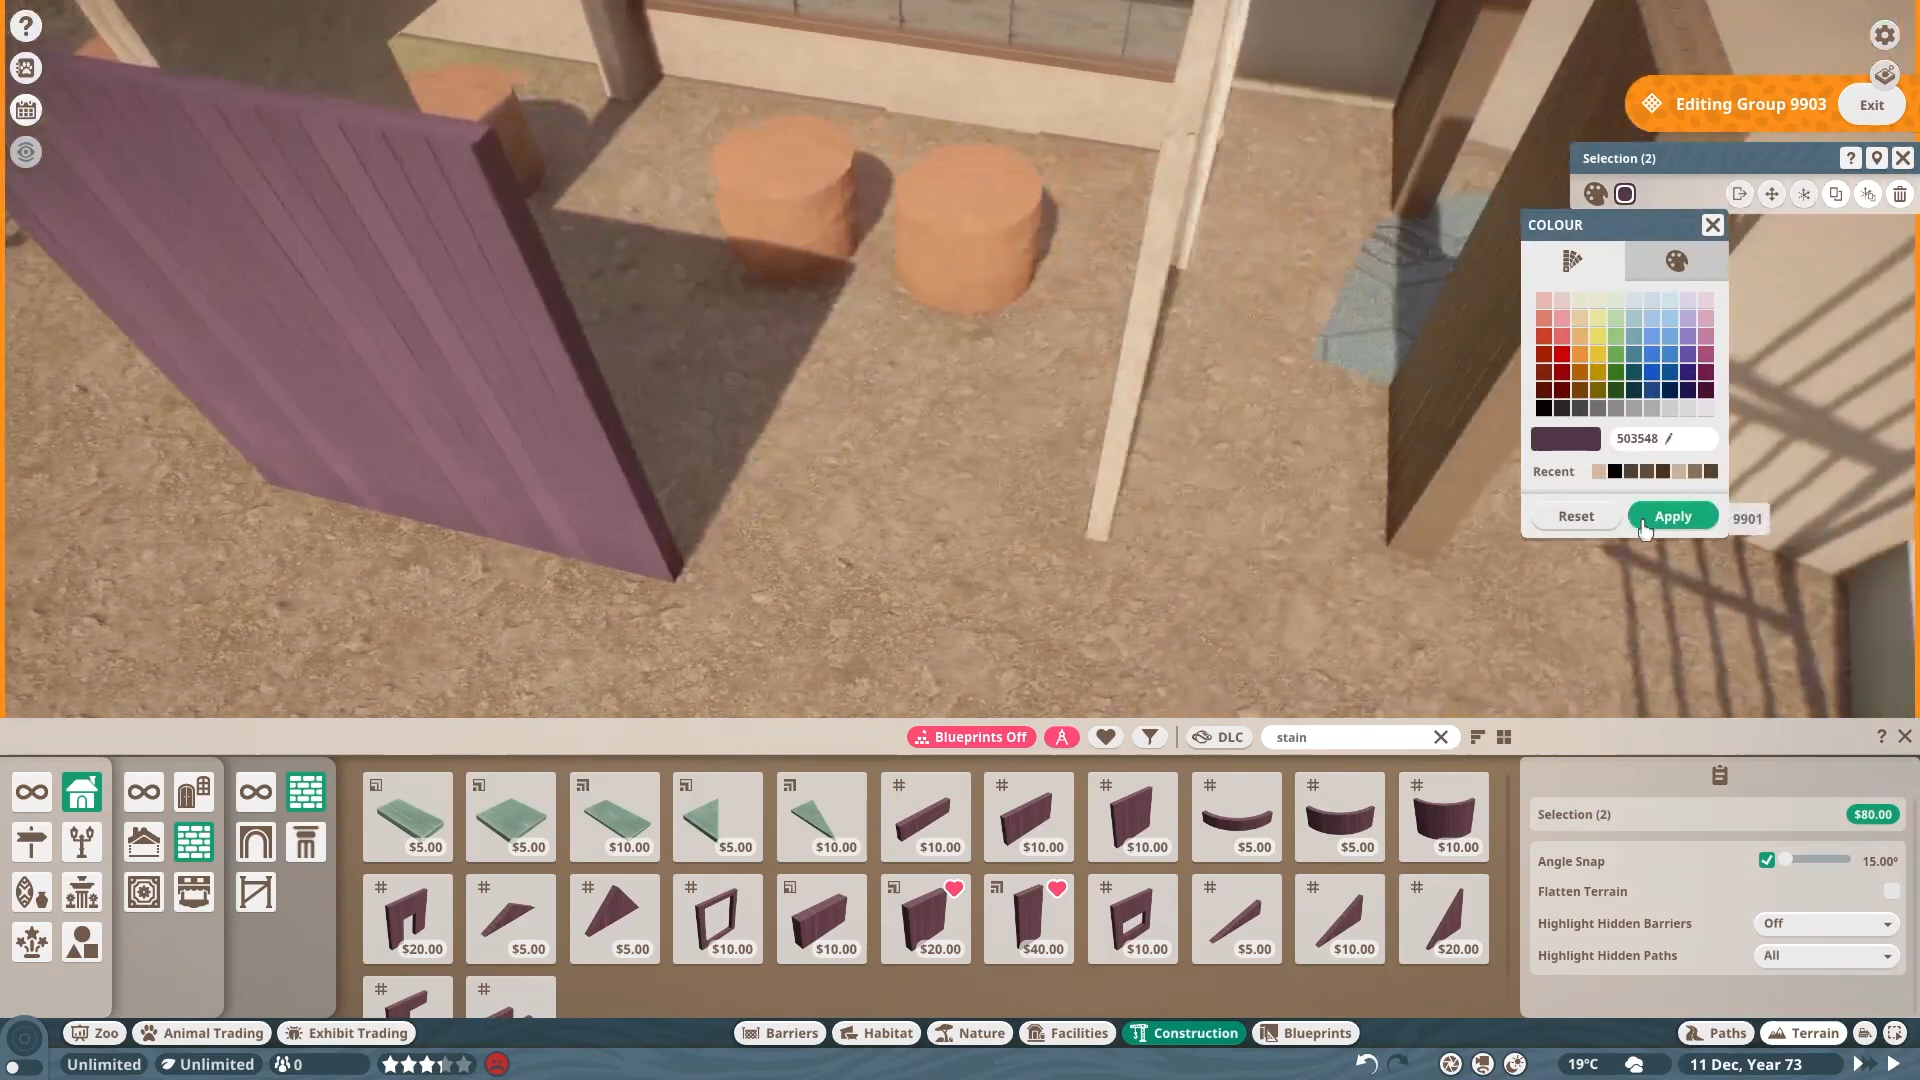 ?
Editing Group 9903
Exit
Selection (2)
?
COLOUR
503548
Recent
Reset
Apply
9901
Blueprints Off
DLC
stain
?
$5.00
$5.00
$10.00
$5.00
$10.00
$10.00
$10.00
$10.00
$5.00
$5.00
$10.00
$20.00
$5.00
$5.00
$10.00
$10.00
$20.00
$40.00
$10.00
$5.00
$10.00
$20.00
Selection (2)
$80.00
Angle Snap
15.00°
Flatten Terrain
Highlight Hidden Barriers
Off
Highlight Hidden Paths
All
Zoo
Animal Trading
Exhibit Trading
Barriers
Habitat
Nature
Facilities
Construction
Blueprints
Paths
Terrain
Unlimited
Unlimited
0
19°C
11 Dec, Year 73